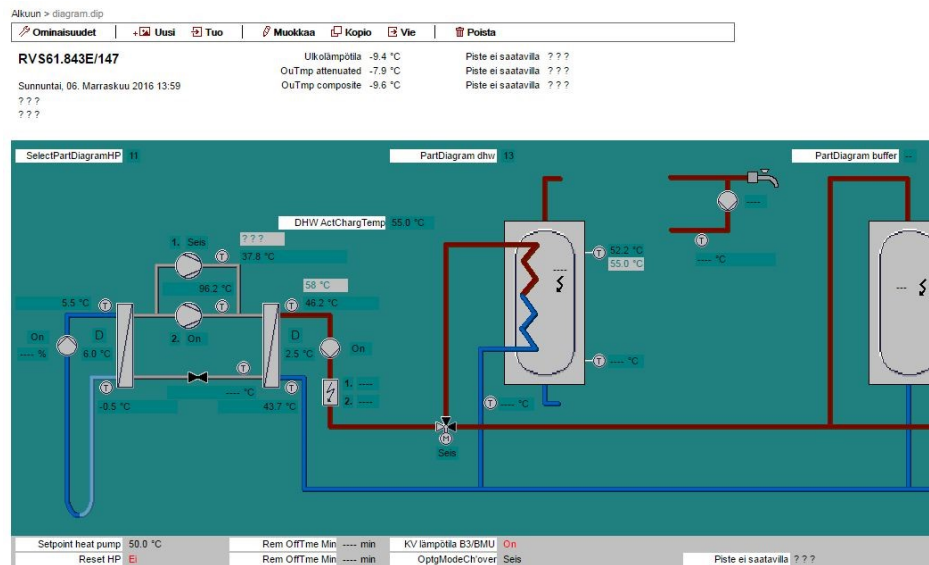 Alkuun > diagram.dip
Ominaisuudet Uusi Tuo Muokkaa Kopio Vie Poista
RVS61.843E/147
Ulkolämpötila -9.4 °C Piste ei saatavilla ? ? ?
OuTmp attenuated -7.9 °C Piste ei saatavilla ? ? ?
Sunnuntai, 06. Marraskuu 2016 13:59 OuTmp composite -9.6 °C Piste ei saatavilla ? ? ?
? ? ?
? ? ?
SelectPartDiagramHP 11 PartDiagram dhw 13 PartDiagram buffer --
DHW ActChargTemp 55.0 °C
1. Seis ? ? ?
T 37.8 °C
T 52.2 °C
55.0 °C
T
---- °C
----
----
---
96.2 °C T 58 °C
5.5 °C T T 46.2 °C
On D 2. On D On
---- % 6.0 °C 2.5 °C
T ---- °C
T T T
-0.5 °C ---- °C 43.7 °C
1. ----
2. ----
T ---- °C
M
Seis
Setpoint heat pump 50.0 °C Rem OffTme Min ---- min KV lämpötila B3/BMU On
Reset HP Ei Rem OffTme Min ---- min OptgModeCh'over Seis Piste ei saatavilla ? ? ?